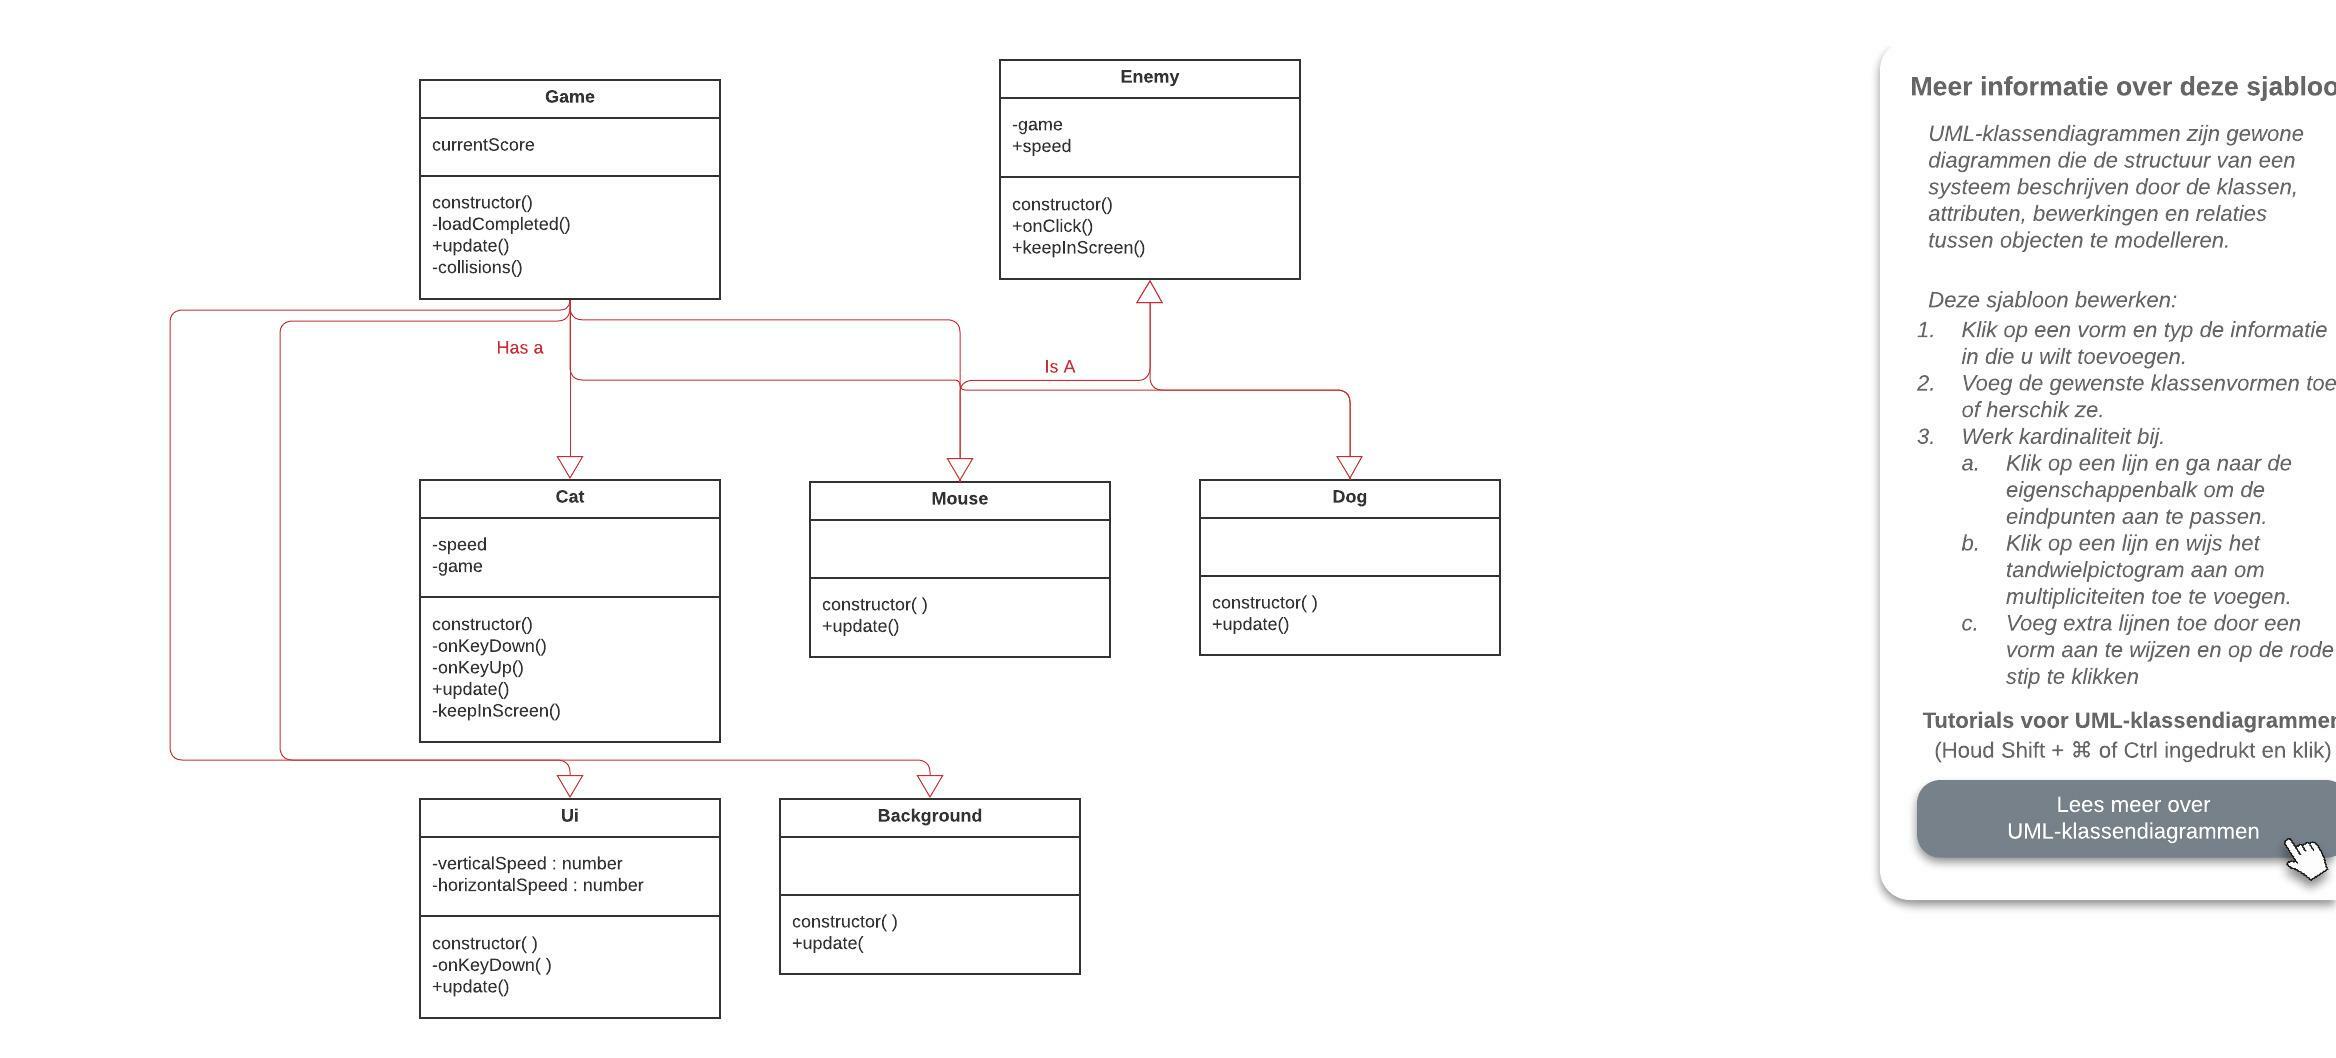 Game
currentScore
constructor()
-loadCompleted()
+update()
-collisions()
Enemy
-game
+speed
constructor()
+onClick()
+keepInScreen()
Has a
Is A
Cat
-speed
-game
constructor()
-onKeyDown()
-onKeyUp()
+update()
-keepInScreen()
Mouse
constructor( )
+update()
Dog
constructor( )
+update()
Ui
-verticalSpeed : number
-horizontalSpeed : number
constructor( )
-onKeyDown( )
+update()
Background
constructor( )
+update(
Meer informatie over deze sjabloo
UML-klassendiagrammen zijn gewone
diagrammen die de structuur van een
systeem beschrijven door de klassen,
attributen, bewerkingen en relaties
tussen objecten te modelleren.
Deze sjabloon bewerken:
1. Klik op een vorm en typ de informatie
in die u wilt toevoegen.
2. Voeg de gewenste klassenvormen toe
of herschik ze.
3. Werk kardinaliteit bij.
a. Klik op een lijn en ga naar de
eigenschappenbalk om de
eindpunten aan te passen.
b. Klik op een lijn en wijs het
tandwielpictogram aan om
multipliciteiten toe te voegen.
c. Voeg extra lijnen toe door een
vorm aan te wijzen en op de rode
stip te klikken
Tutorials voor UML-klassendiagrammen
(Houd Shift + ⌘ of Ctrl ingedrukt en klik)
Lees meer over
UML-klassendiagrammen